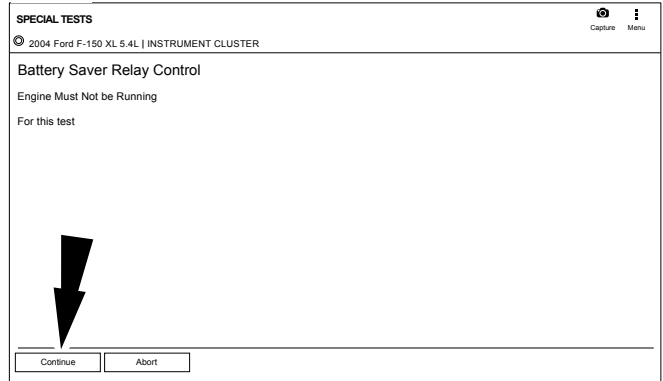 SPECIAL TESTS
Capture Menu
2004 Ford F-150 XL 5.4L | INSTRUMENT CLUSTER
Battery Saver Relay Control
Engine Must Not be Running
For this test
Continue Abort